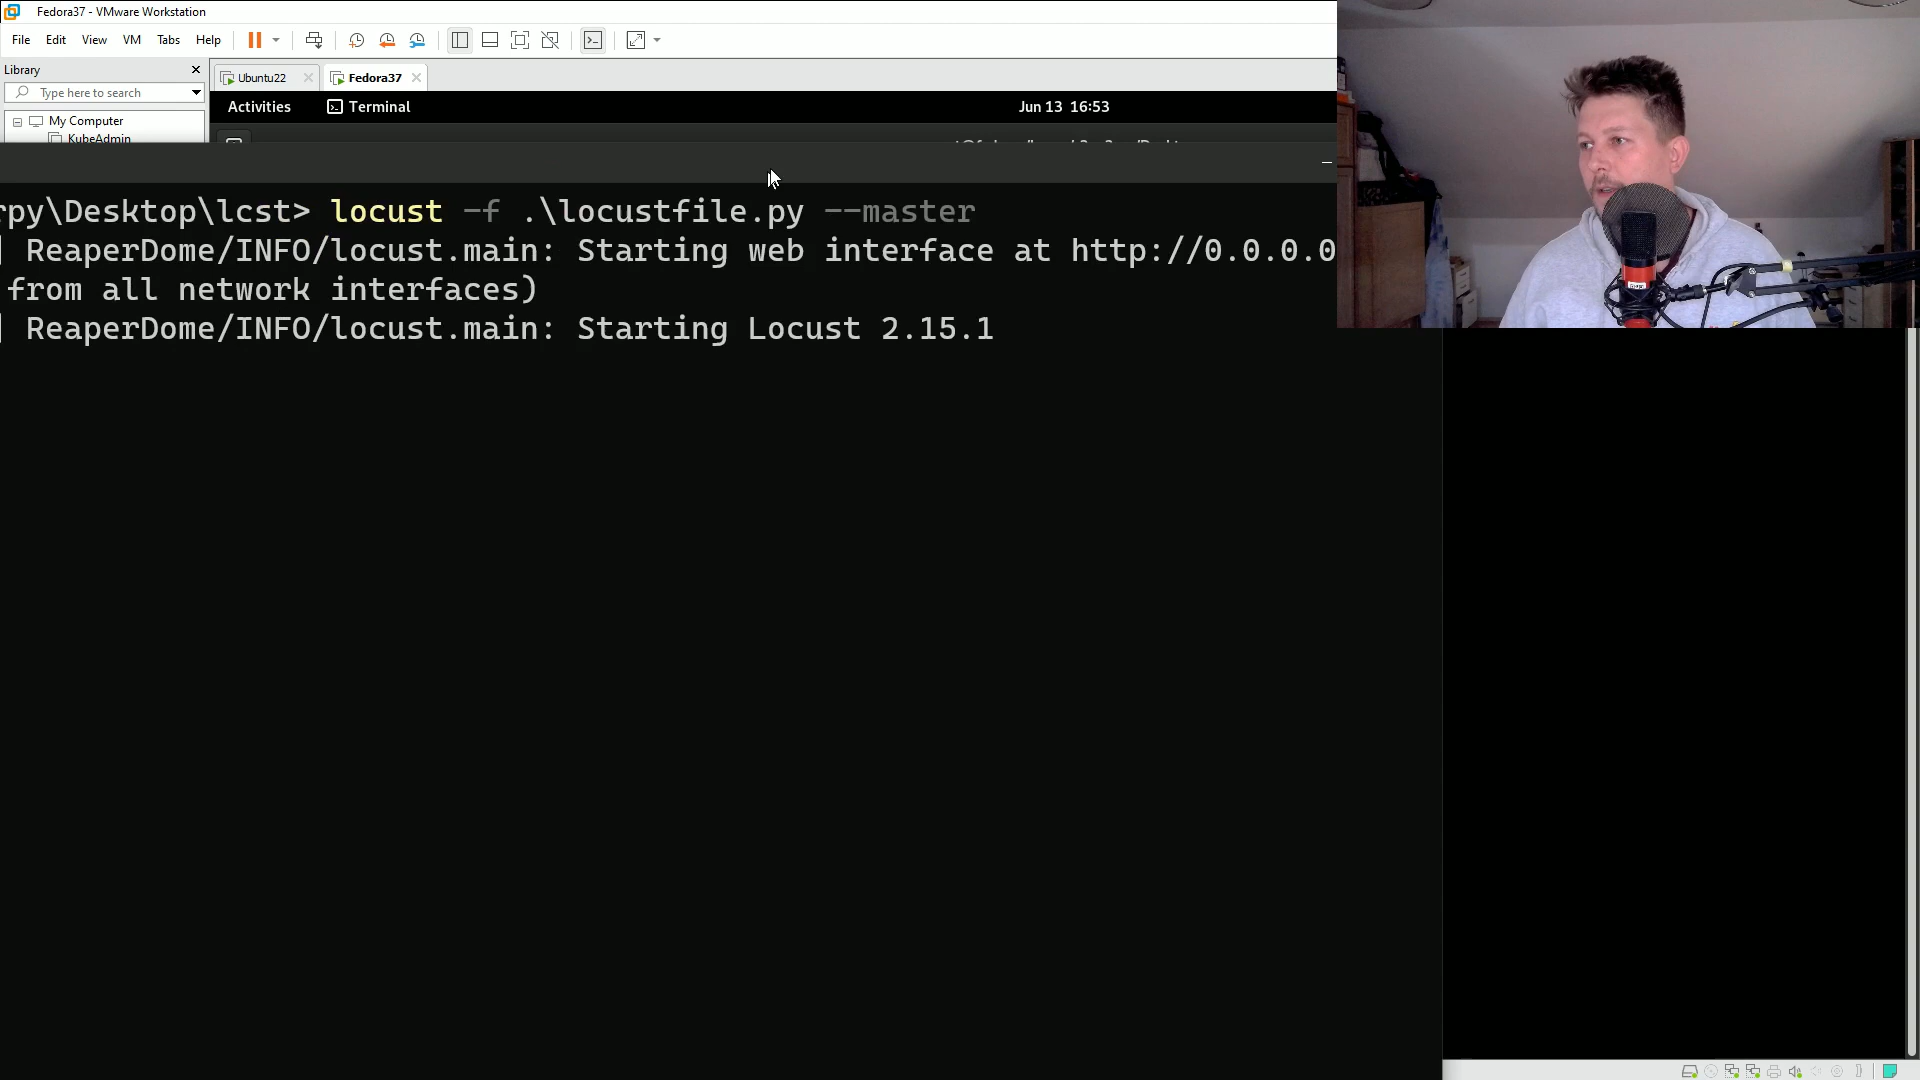 Fedora37 - VMware Workstation
File Edit View VM Tabs Help
Library
Ubuntu22 Fedora37
Type here to search
Activities Terminal Jun 13 16:53
My Computer
KubeAdmin
rpy\Desktop\lcst> locust -f .\locustfile.py --master
| ReaperDome/INFO/locust.main: Starting web interface at http://0.0.0.0
from all network interfaces)
| ReaperDome/INFO/locust.main: Starting Locust 2.15.1